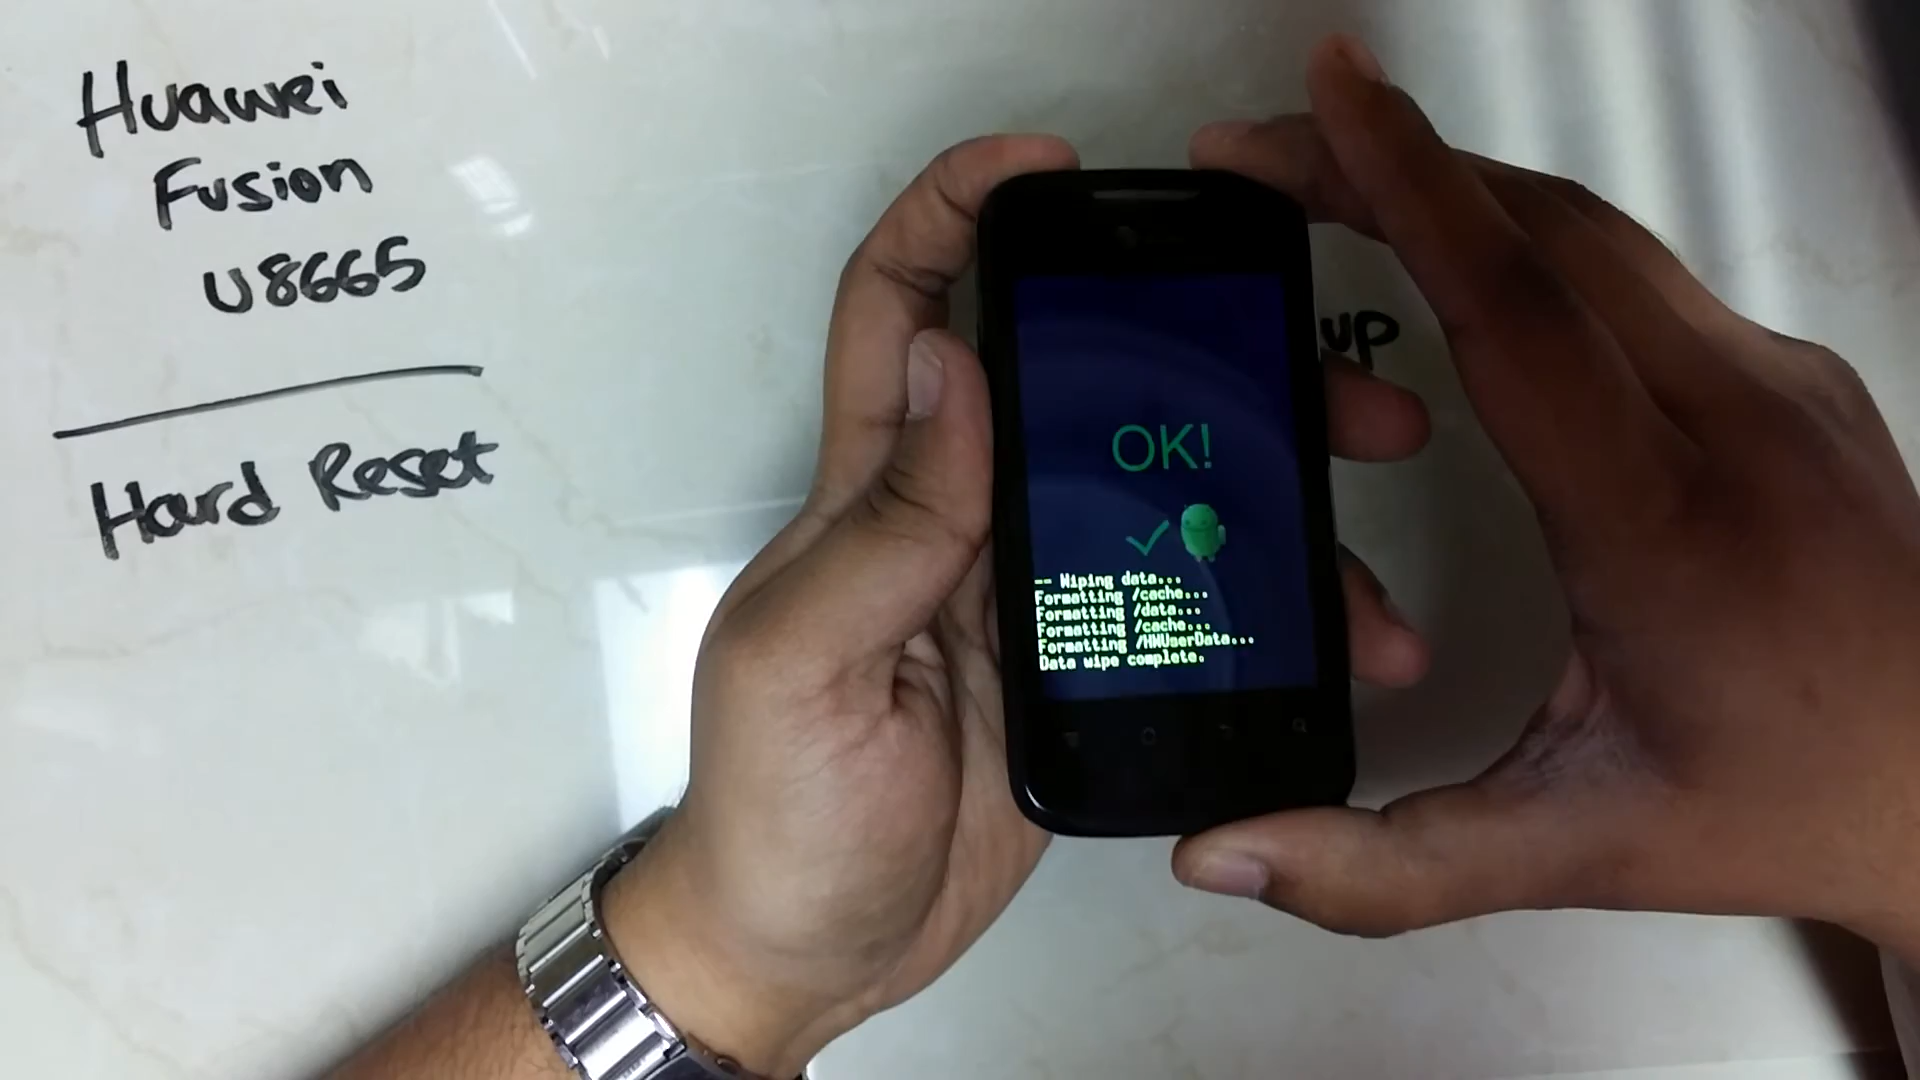 Huawei
Fusion
U8665
Hard Reset
up
OK!
-- Wiping data...
Formatting /cache...
Formatting /data...
Formatting /cache...
Formatting /HWUserData...
Data wipe complete.